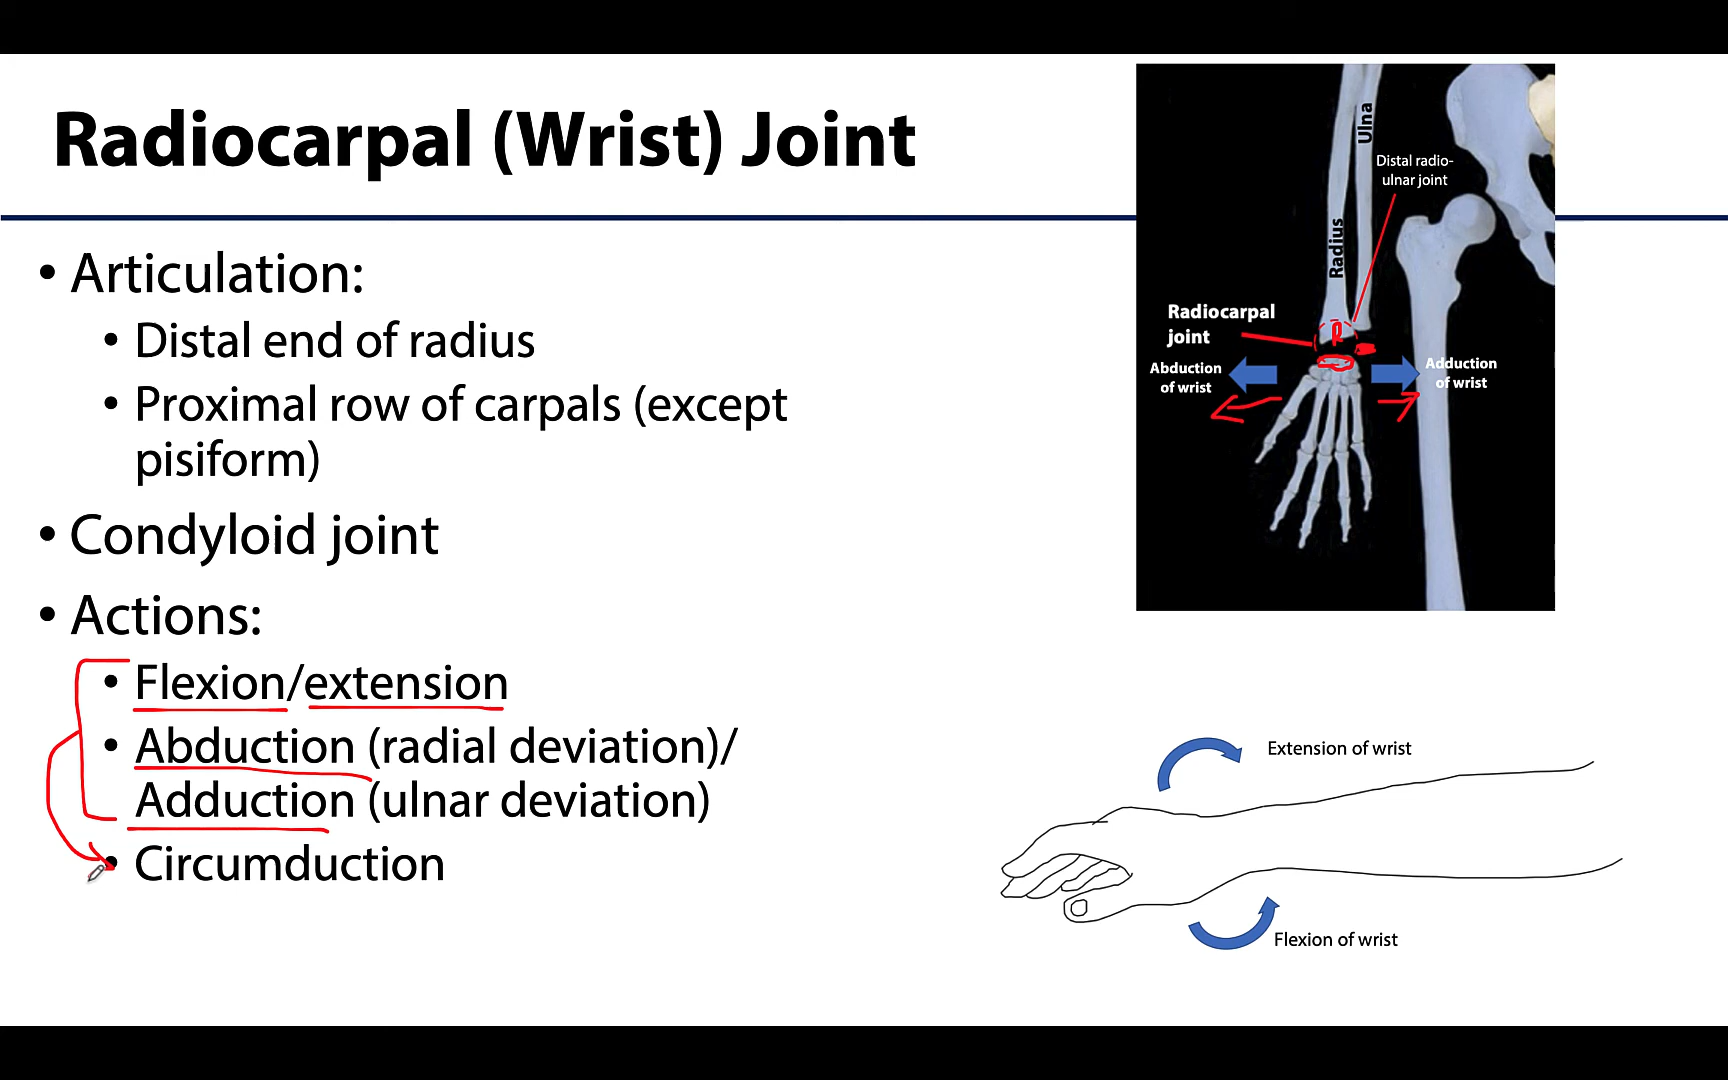 Radiocarpal (Wrist) Joint
• Articulation:
• Distal end of radius
• Proximal row of carpals (except
pisiform)
• Condyloid joint
• Actions:
• Flexion/extension
• Abduction (radial deviation)/
Adduction (ulnar deviation)
• Circumduction
Ulna
Distal radio-
ulnar joint
Radius
Radiocarpal
joint
R
Abduction
of wrist
Adduction
of wrist
Extension of wrist
Flexion of wrist